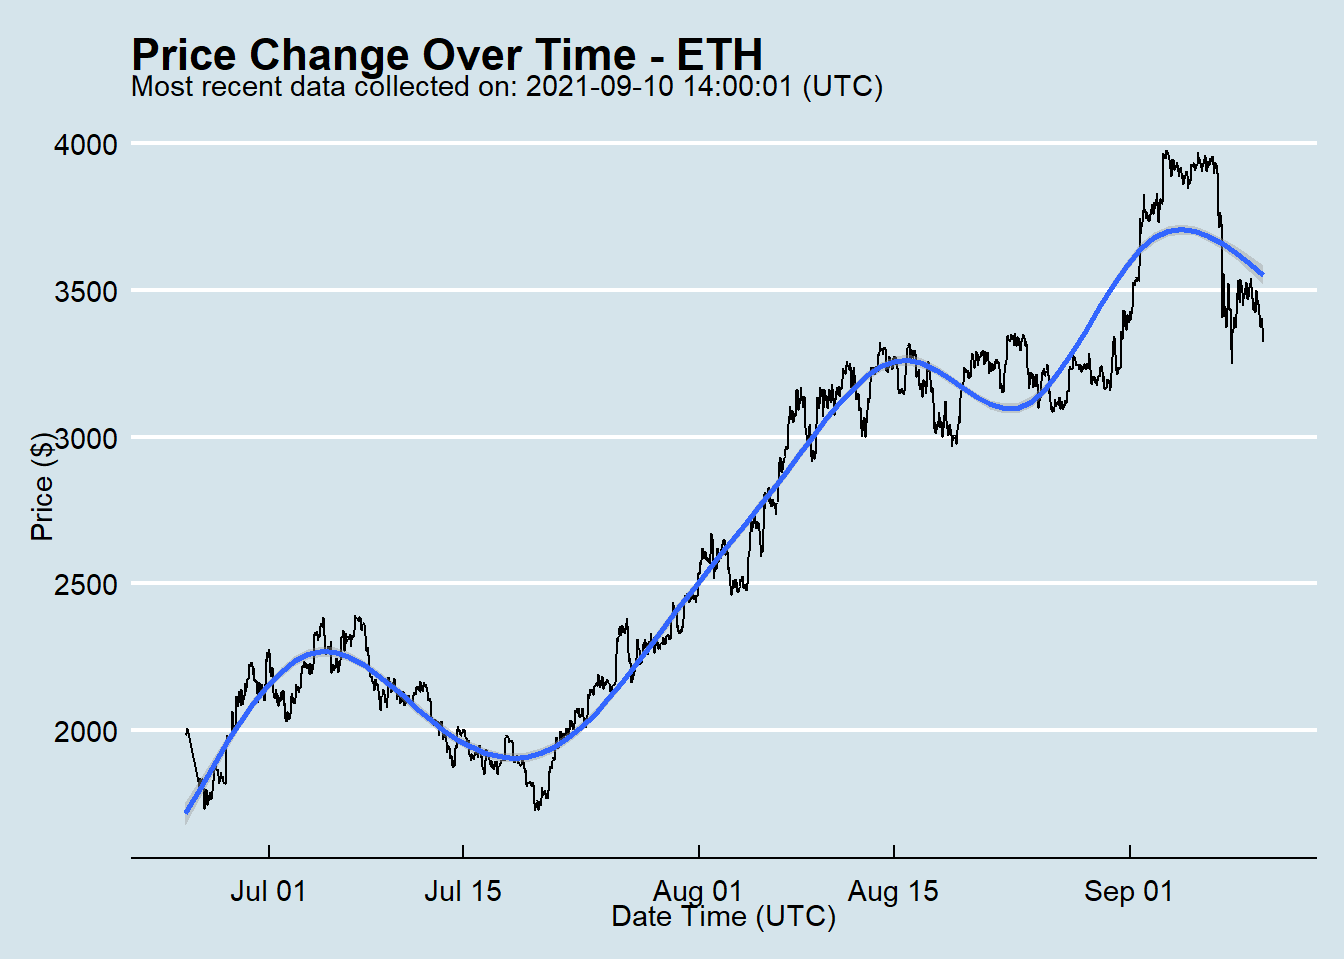 Price Change Over Time - ETH
Most recent data collected on: 2021-09-10 14:00:01 (UTC)
4000
3500
3000
2500
2000
Price ($)
Jul 01
Jul 15
Aug 01
Aug 15
Sep 01
Date Time (UTC)